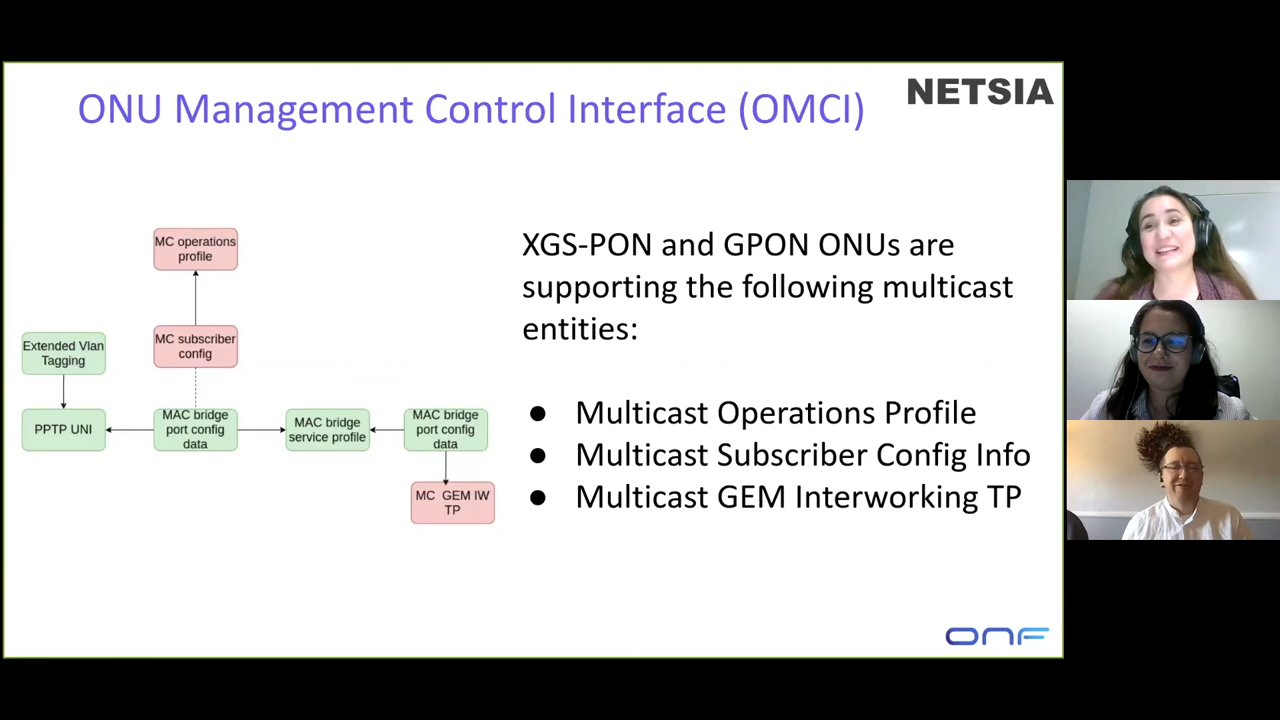 ONU Management Control Interface (OMCI)
NETSIA
MC operations
profile
MC subscriber
config
Extended Vlan
Tagging
PPTP UNI
MAC bridge
port config
data
MAC bridge
service profile
MAC bridge
port config
data
MC GEM IW
TP
XGS-PON and GPON ONUs are
supporting the following multicast
entities:
● Multicast Operations Profile
● Multicast Subscriber Config Info
● Multicast GEM Interworking TP
ONF